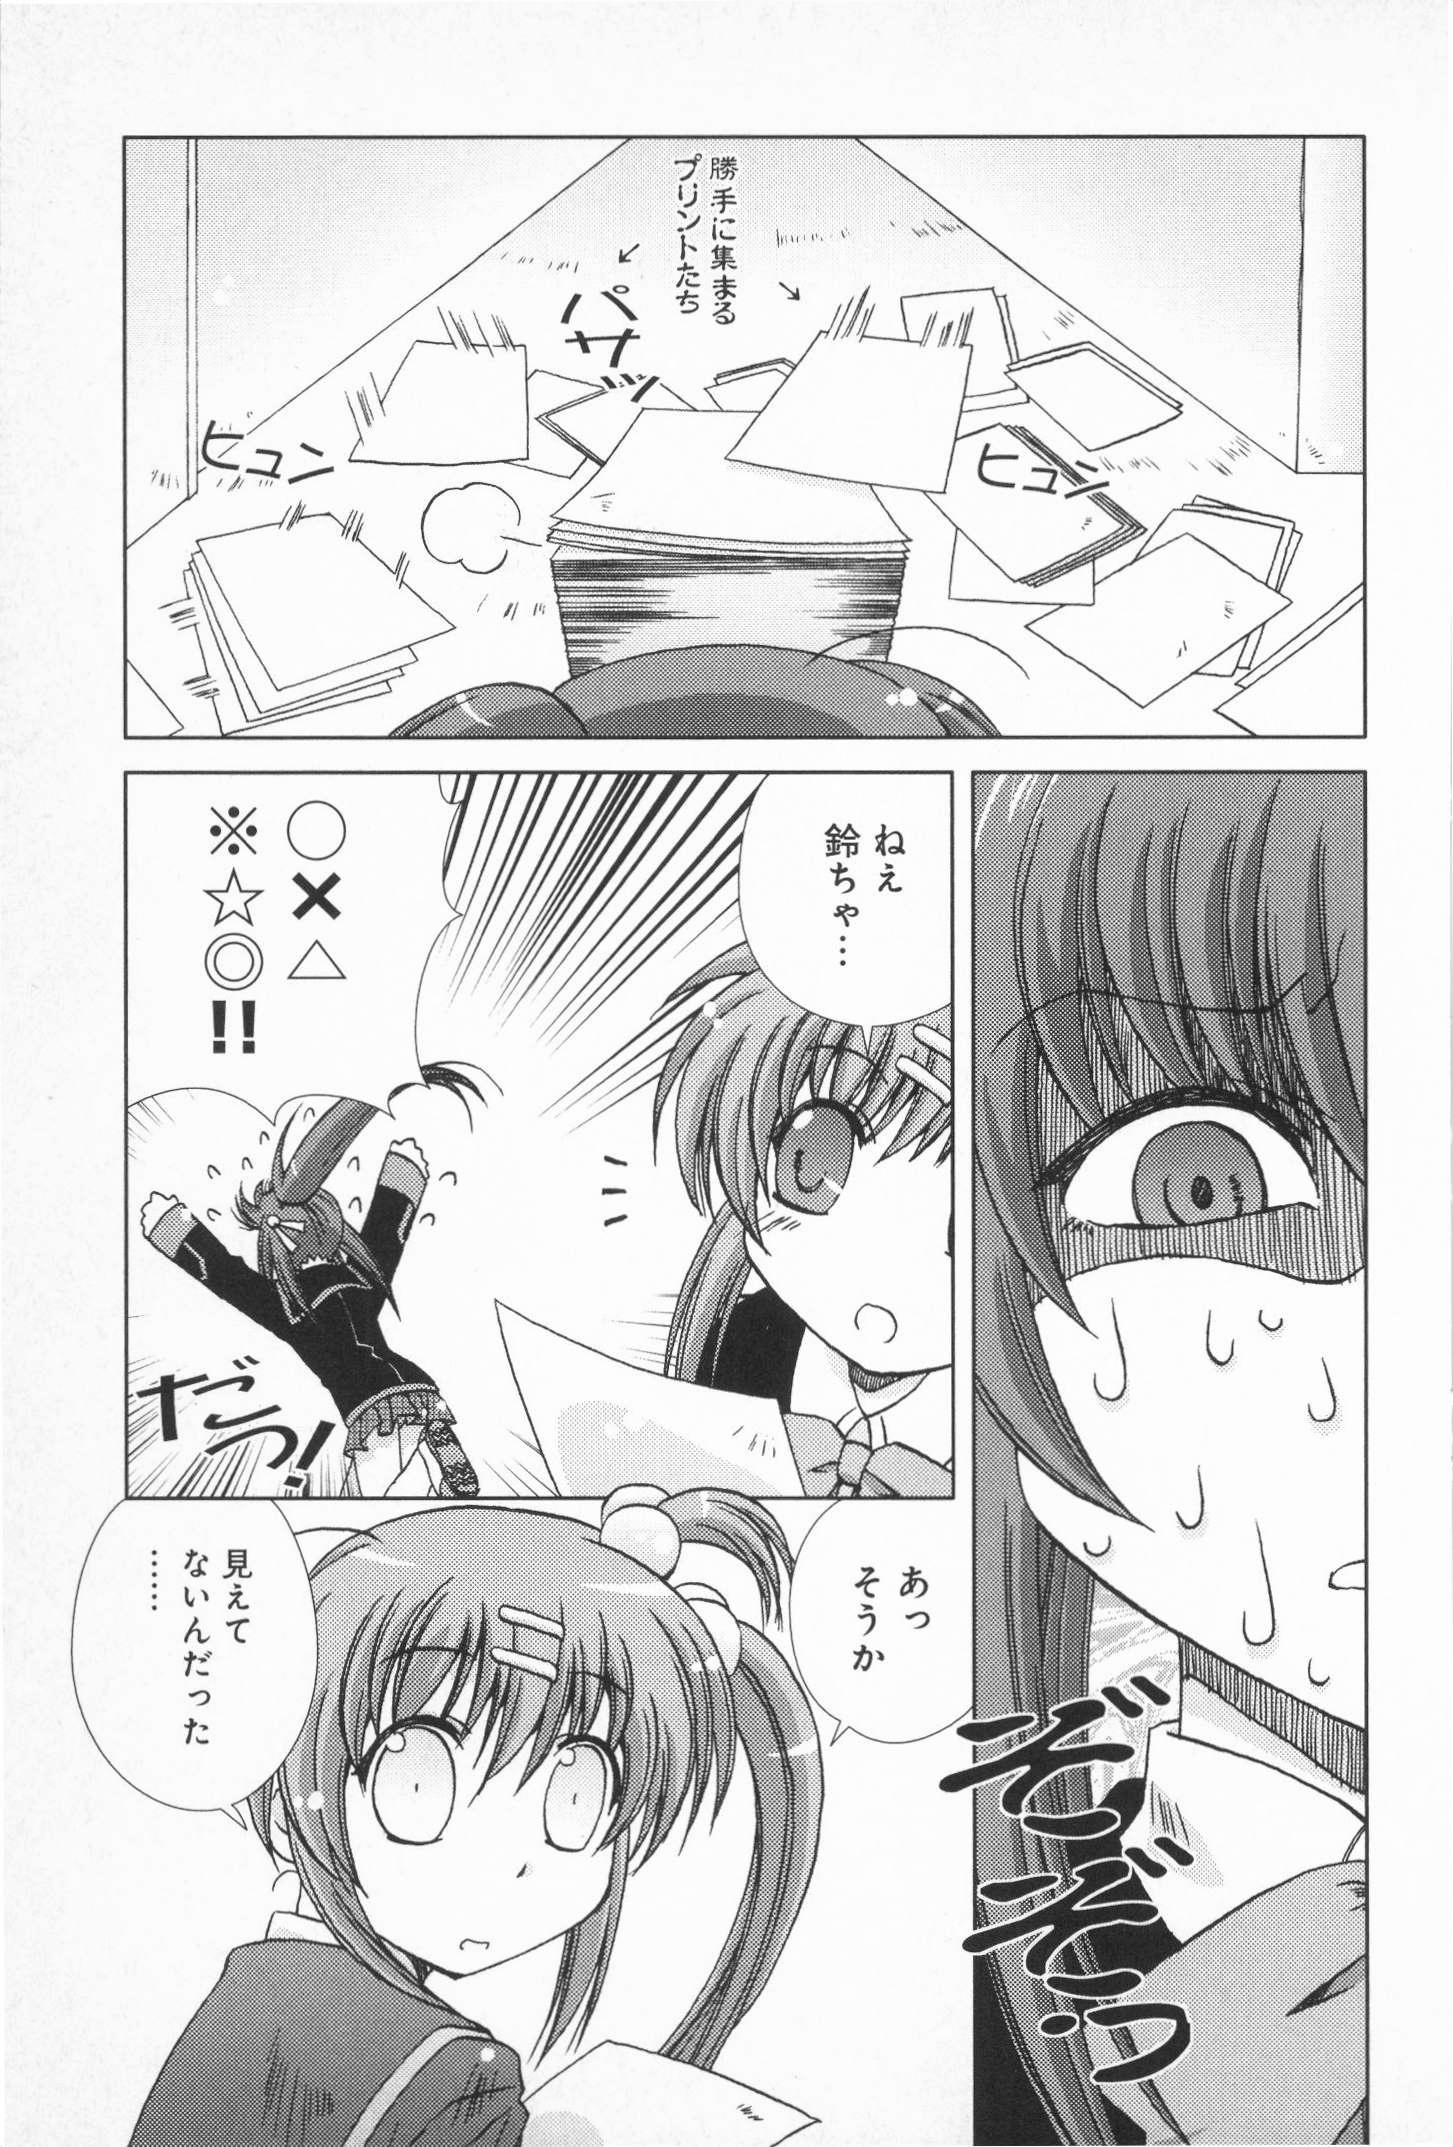 勝手に集まる
プリントたち
パサッ
ヒュン
ヒュン
ぞぞぞぞっ
ねえ
鈴ちゃ…
○×△
※☆◎!!
だっ!
あっ
そうか
見えて
ないんだった
……